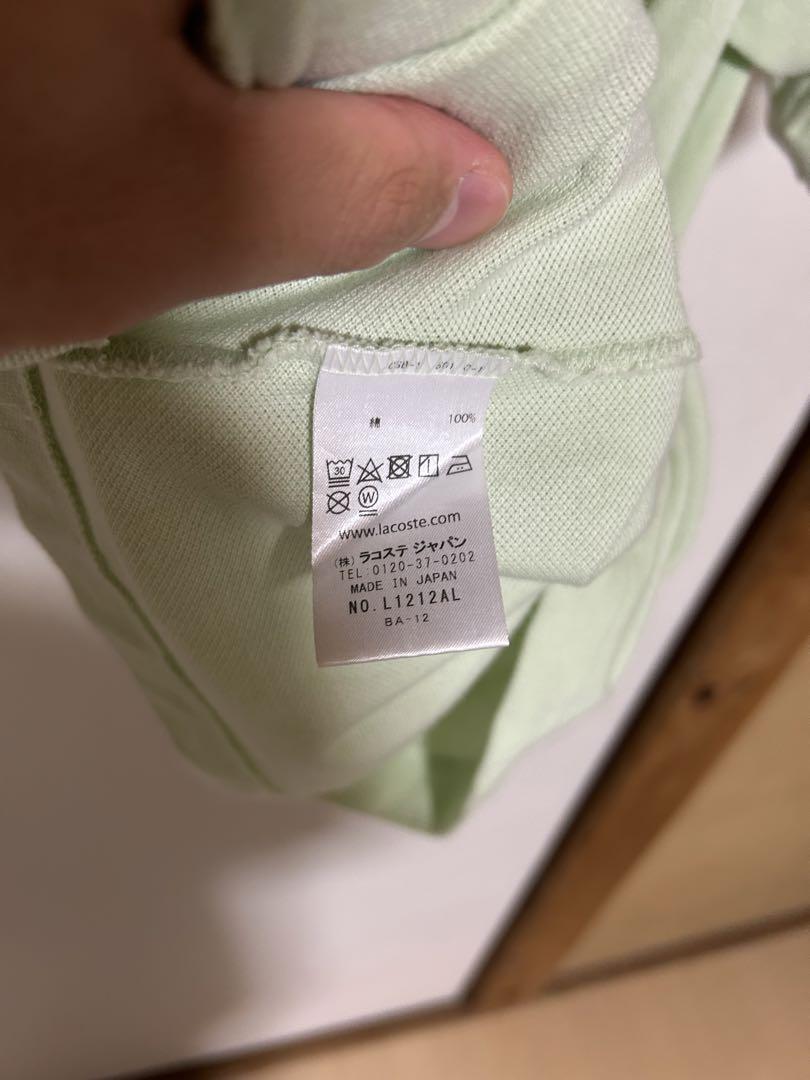 綿 100%
30
W
www.lacoste.com
(株) ラコステ ジャパン
TEL:0120-37-0202
MADE IN JAPAN
NO.L1212AL
BA-12